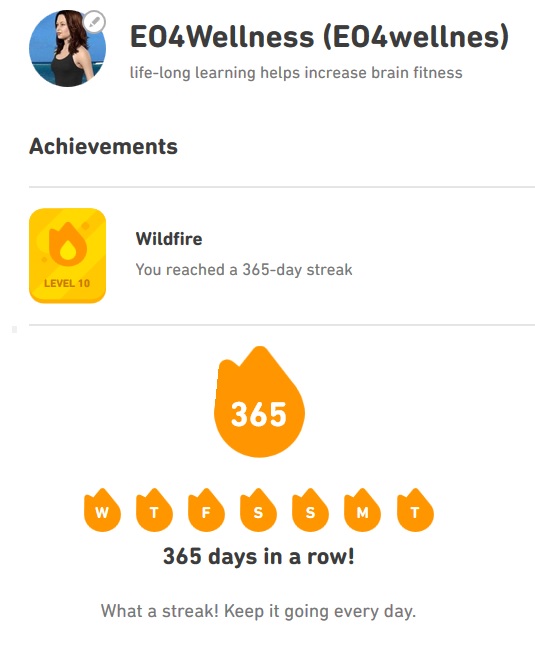 EO4Wellness (EO4wellnes)
life-long learning helps increase brain fitness
Achievements
Wildfire
You reached a 365-day streak
LEVEL 10
365
W T F S S M T
365 days in a row!
What a streak! Keep it going every day.